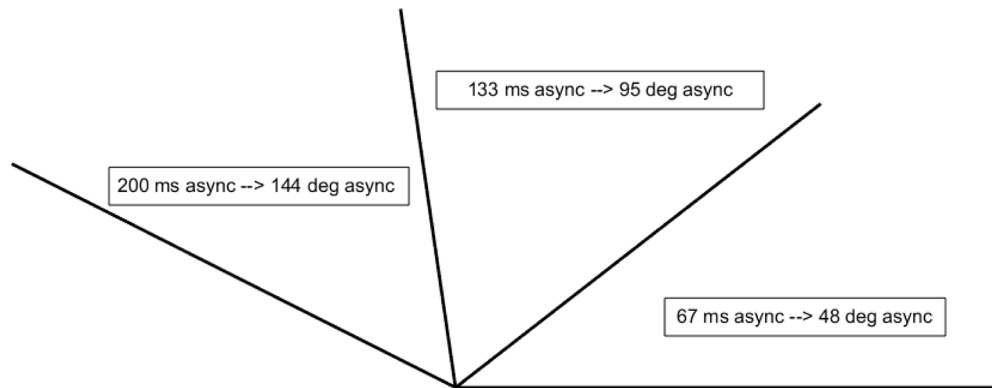 133 ms async --> 95 deg async
200 ms async --> 144 deg async
67 ms async --> 48 deg async